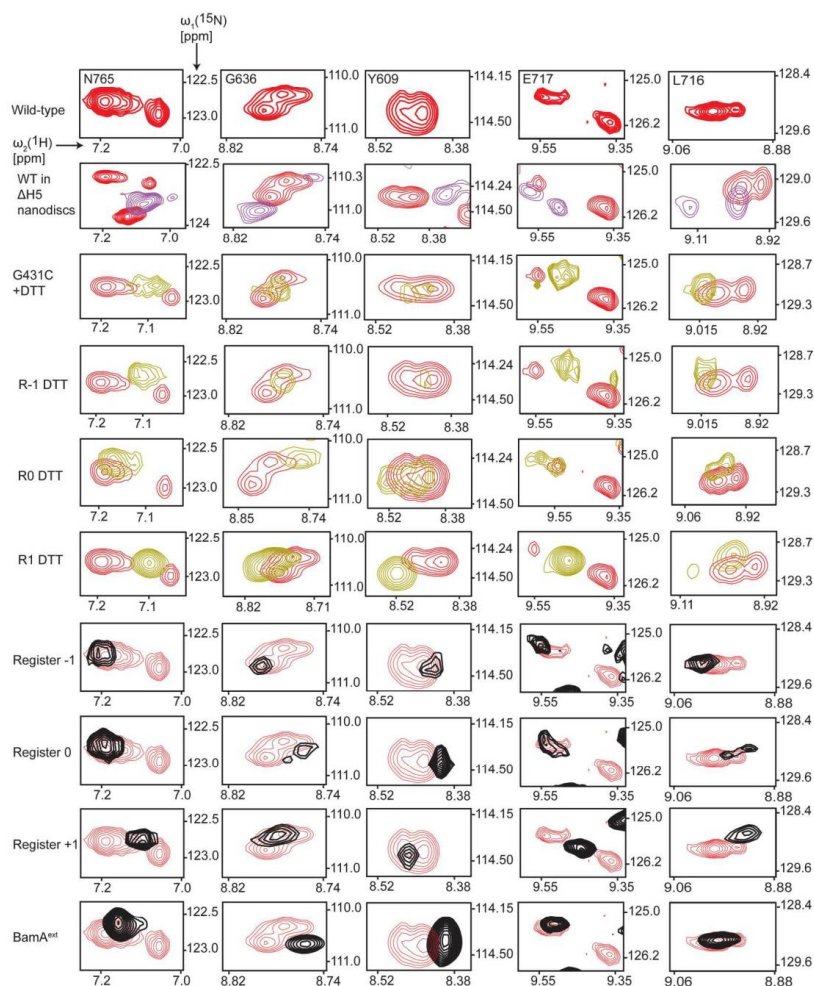 ω₁(¹⁵N)
[ppm]
N765 G636 Y609 E717 L716
Wild-type
122.5 123.0 110.0 111.0 114.15 114.50 125.0 126.2 128.4 129.6
7.2 7.0 8.82 8.74 8.52 8.38 9.55 9.35 9.06 8.88
ω₂(¹H)
[ppm]
WT in
ΔH5
nanodiscs
122.5 124 110.3 111.0 114.24 114.50 125.0 126.2 129.0 129.6
7.2 7.0 8.82 8.74 8.52 8.38 9.55 9.35 9.11 8.92
G431C
+DTT
122.5 123.0 110.0 111.0 114.24 114.50 125.0 126.2 128.7 129.3
7.2 7.1 8.82 8.74 8.52 8.38 9.55 9.35 9.015 8.92
R-1 DTT
122.5 123.0 110.0 111.0 114.24 114.50 125.0 126.2 128.7 129.3
7.2 7.1 8.82 8.74 8.52 8.38 9.55 9.35 9.015 8.92
R0 DTT
122.5 123.0 110.0 111.0 114.24 114.50 125.0 126.2 128.7 129.3
7.2 7.1 8.85 8.74 8.52 8.38 9.55 9.35 9.06 8.92
R1 DTT
122.5 123.0 110.0 111.0 114.24 114.50 125.0 126.2 128.7 129.3
7.2 7.1 8.82 8.71 8.52 8.38 9.55 9.35 9.11 8.92
Register -1
122.5 123.0 110.0 111.0 114.15 114.50 125.0 126.2 128.4 129.6
7.2 7.0 8.82 8.74 8.52 8.38 9.55 9.35 9.06 8.88
Register 0
122.5 123.0 110.0 111.0 114.15 114.50 125.0 126.2 128.4 129.6
7.2 7.0 8.82 8.74 8.52 8.38 9.55 9.35 9.06 8.88
Register +1
122.5 123.0 110.0 111.0 114.15 114.50 125.0 126.2 128.4 129.6
7.2 7.0 8.82 8.74 8.52 8.38 9.55 9.35 9.06 8.88
BamAᵉˣᵗ
122.5 123.0 110.0 111.0 114.15 114.50 125.0 126.2 128.4 129.6
7.2 7.0 8.82 8.74 8.52 8.38 9.55 9.35 9.06 8.88